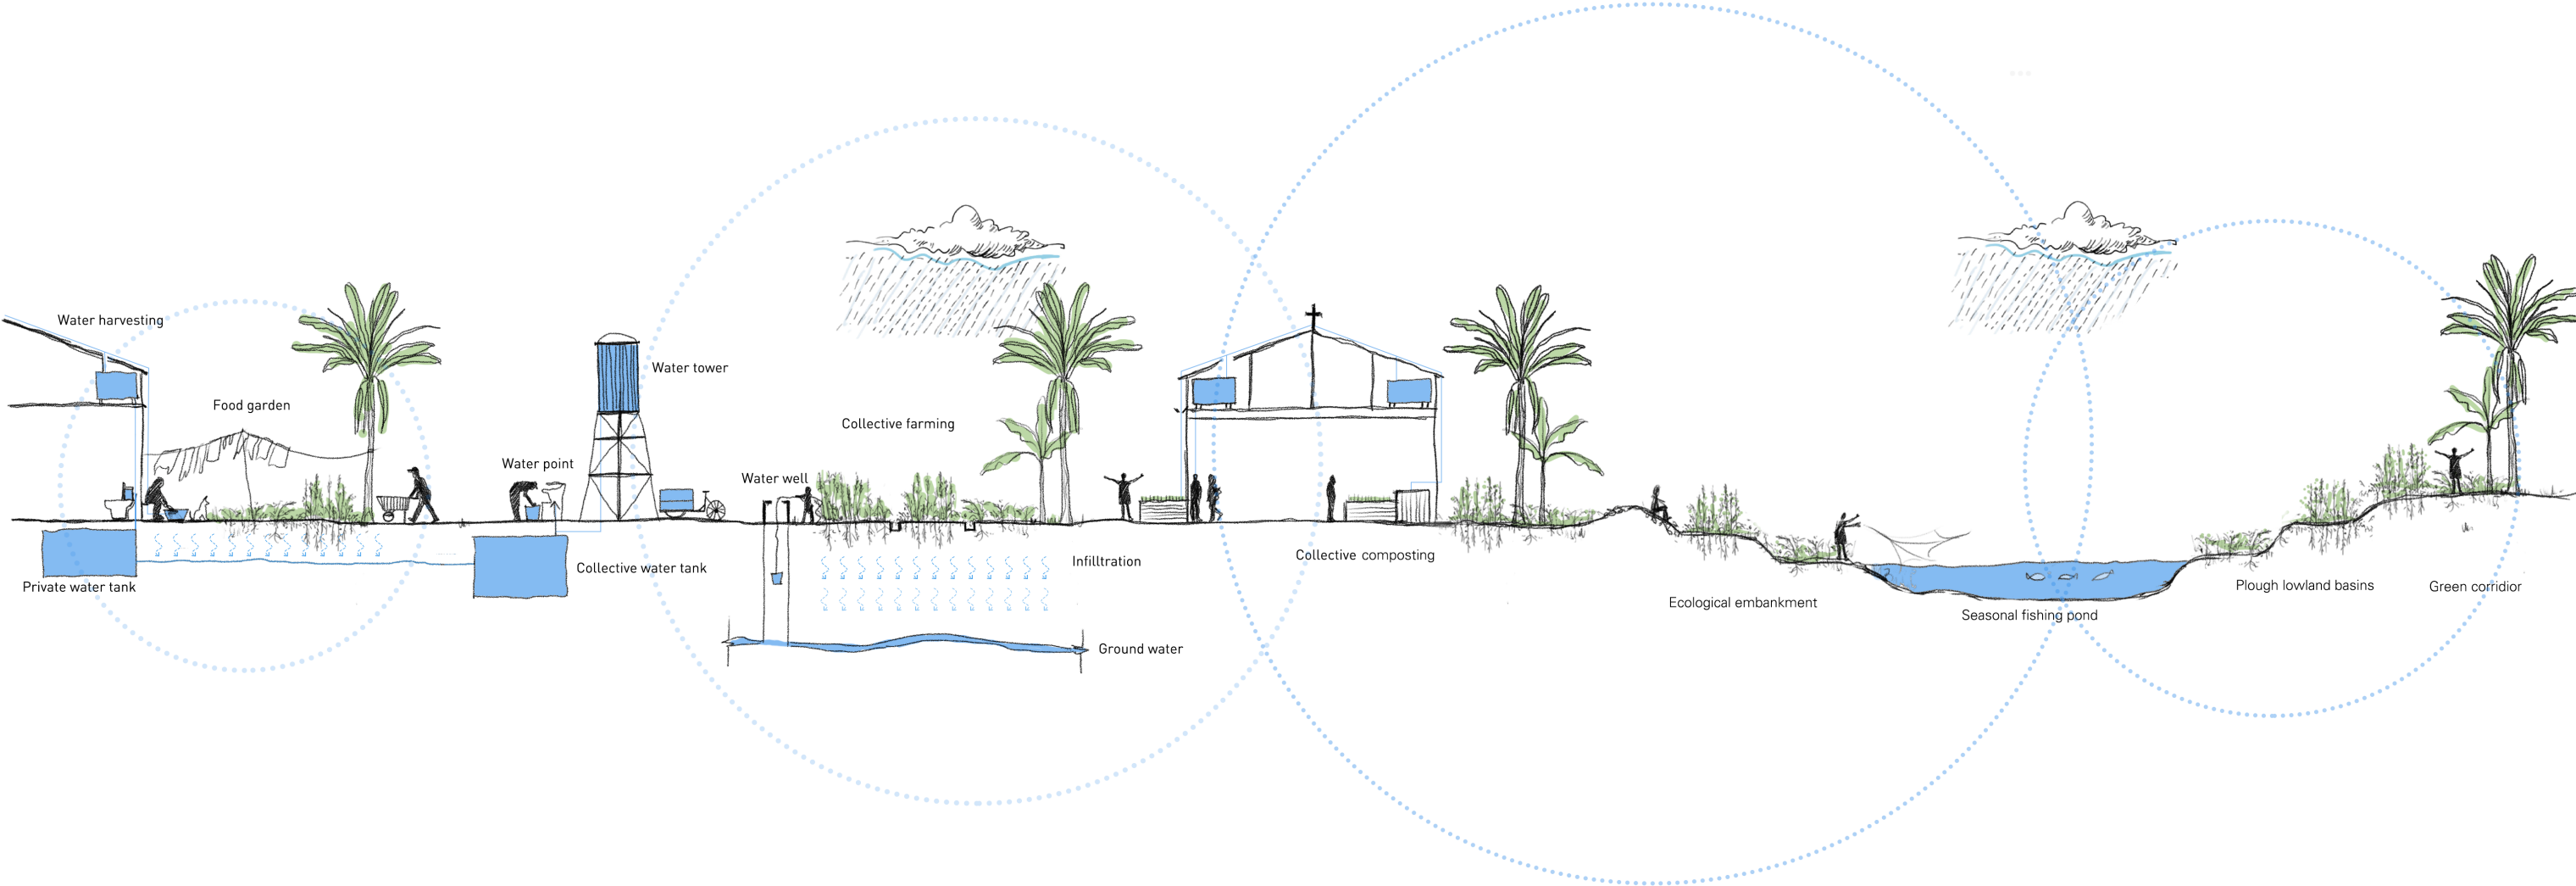 Water harvesting
Food garden
Private water tank
Water point
Water tower
Collective water tank
Water well
Collective farming
Infilltration
Ground water
Collective composting
Ecological embankment
Seasonal fishing pond
Plough lowland basins
Green corridior